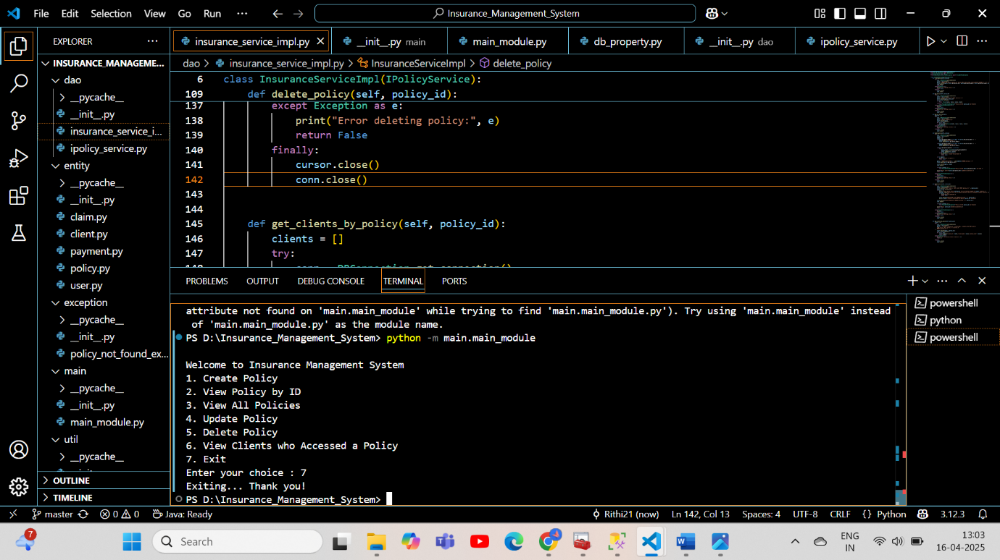 File Edit Selection View Go Run ··· Insurance_Management_System
EXPLORER ···
INSURANCE_MANAGEME...
dao
__pycache__
__init__.py
insurance_service_i...
ipolicy_service.py
entity
__pycache__
__init__.py
claim.py
client.py
payment.py
policy.py
user.py
exception
__pycache__
__init__.py
policy_not_found_ex...
main
__pycache__
__init__.py
main_module.py
util
__pycache__
OUTLINE
TIMELINE
insurance_service_impl.py __init__.py main main_module.py db_property.py __init__.py dao ipolicy_service.py ···
dao > insurance_service_impl.py > InsuranceServiceImpl > delete_policy
6 class InsuranceServiceImpl(IPolicyService):
109 def delete_policy(self, policy_id):
137 except Exception as e:
138 print("Error deleting policy:", e)
139 return False
140 finally:
141 cursor.close()
142 conn.close()
143
144
145 def get_clients_by_policy(self, policy_id):
146 clients = []
147 try:
PROBLEMS OUTPUT DEBUG CONSOLE TERMINAL PORTS ···
attribute not found on 'main.main_module' while trying to find 'main.main_module.py'). Try using 'main.main_module' instead
of 'main.main_module.py' as the module name.
PS D:\Insurance_Management_System> python -m main.main_module
Welcome to Insurance Management System
1. Create Policy
2. View Policy by ID
3. View All Policies
4. Update Policy
5. Delete Policy
6. View Clients who Accessed a Policy
7. Exit
Enter your choice : 7
Exiting... Thank you!
PS D:\Insurance_Management_System>
powershell
python
powershell
master 0 0 Java: Ready Rithi21 (now) Ln 142, Col 13 Spaces: 4 UTF-8 CRLF {} Python 3.12.3
7 Search 4 ENG 13:03
IN 16-04-2025